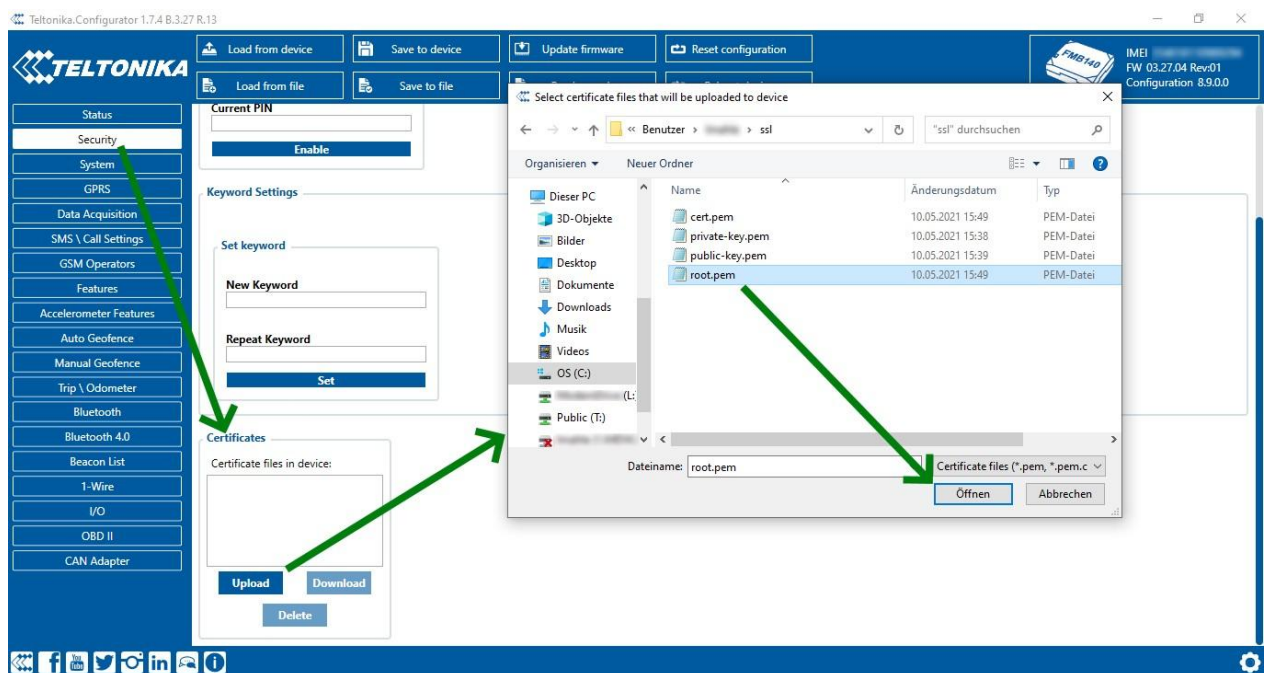 Teltonika.Configurator 1.7.4 B.3.27 R.13
TELTONIKA
Load from device
Save to device
Update firmware
Reset configuration
Load from file
Save to file
FMB140
IMEI
FW 03.27.04 Rev:01
Configuration 8.9.0.0
Status
Security
System
GPRS
Data Acquisition
SMS \ Call Settings
GSM Operators
Features
Accelerometer Features
Auto Geofence
Manual Geofence
Trip \ Odometer
Bluetooth
Bluetooth 4.0
Beacon List
1-Wire
I/O
OBD II
CAN Adapter
Current PIN
Enable
Keyword Settings
Set keyword
New Keyword
Repeat Keyword
Set
Certificates
Certificate files in device:
Upload
Download
Delete
Select certificate files that will be uploaded to device
« Benutzer › › ssl
"ssl" durchsuchen
Organisieren
Neuer Ordner
Dieser PC
3D-Objekte
Bilder
Desktop
Dokumente
Downloads
Musik
Videos
OS (C:)
(L:
Public (T:)
Name Änderungsdatum Typ
cert.pem 10.05.2021 15:49 PEM-Datei
private-key.pem 10.05.2021 15:38 PEM-Datei
public-key.pem 10.05.2021 15:39 PEM-Datei
root.pem 10.05.2021 15:49 PEM-Datei
Dateiname: root.pem
Certificate files (*.pem, *.pem.c
Öffnen
Abbrechen
You
Tube
f
in